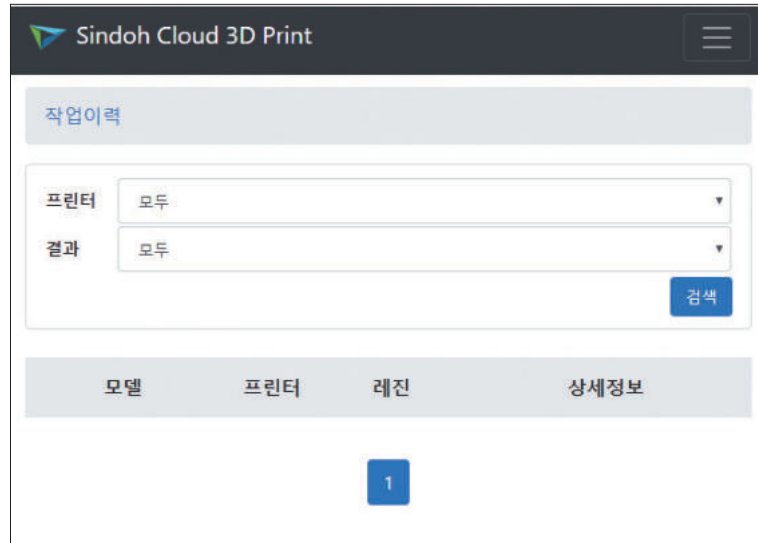 Sindoh Cloud 3D Print
작업이력
프린터 모두
결과 모두
검색
모델 프린터 레진 상세정보
1